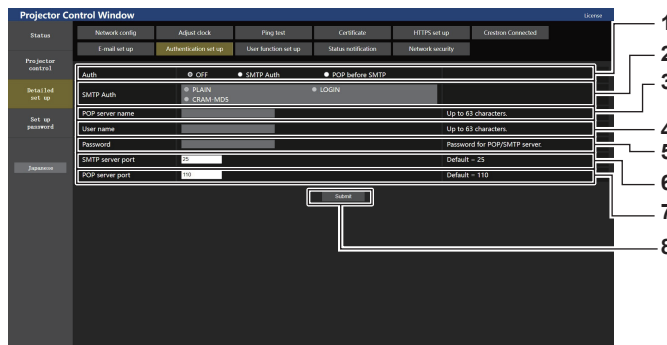 Projector Control Window
License
Status
Projector control
Detailed set up
Set up password
Japanese
Network config
Adjust clock
Ping test
Certificate
HTTPS set up
Crestron Connected
E-mail set up
Authentication set up
User function set up
Status notification
Network security
Auth OFF SMTP Auth POP before SMTP
SMTP Auth PLAIN LOGIN
CRAM-MD5
POP server name Up to 63 characters.
User name Up to 63 characters.
Password Password for POP/SMTP server.
SMTP server port 25 Default = 25
POP server port 110 Default = 110
Submit
1
2
3
4
5
6
7
8